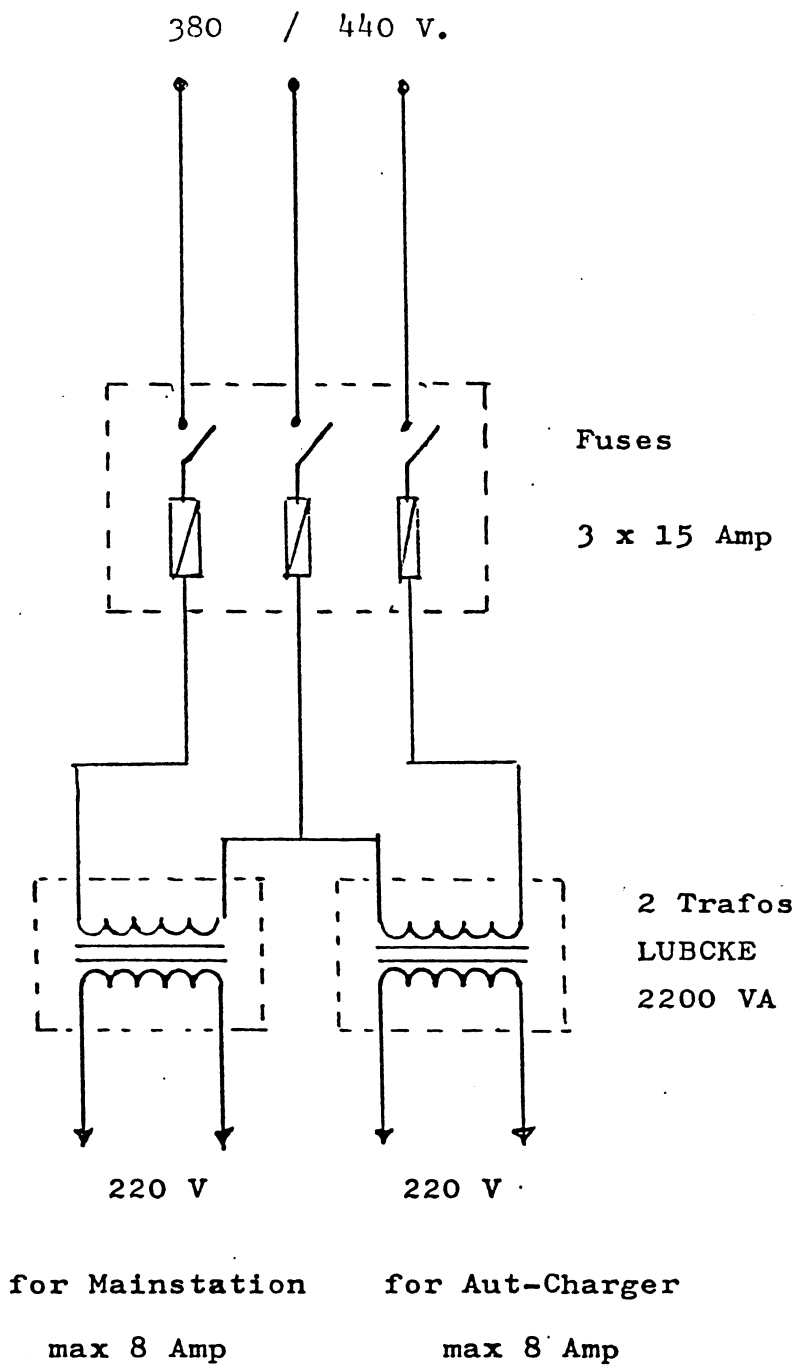 380 / 440 V.
Fuses
3 x 15 Amp
2 Trafos
LUBCKE
2200 VA
220 V
220 V
for Mainstation
max 8 Amp
for Aut-Charger
max 8 Amp